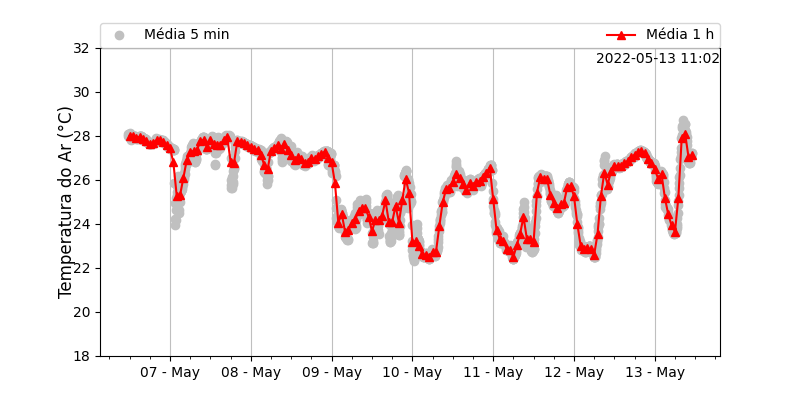 Média 5 min
Média 1 h
2022-05-13 11:02
Temperatura do Ar (°C)
32
30
28
26
24
22
20
18
07 - May
08 - May
09 - May
10 - May
11 - May
12 - May
13 - May